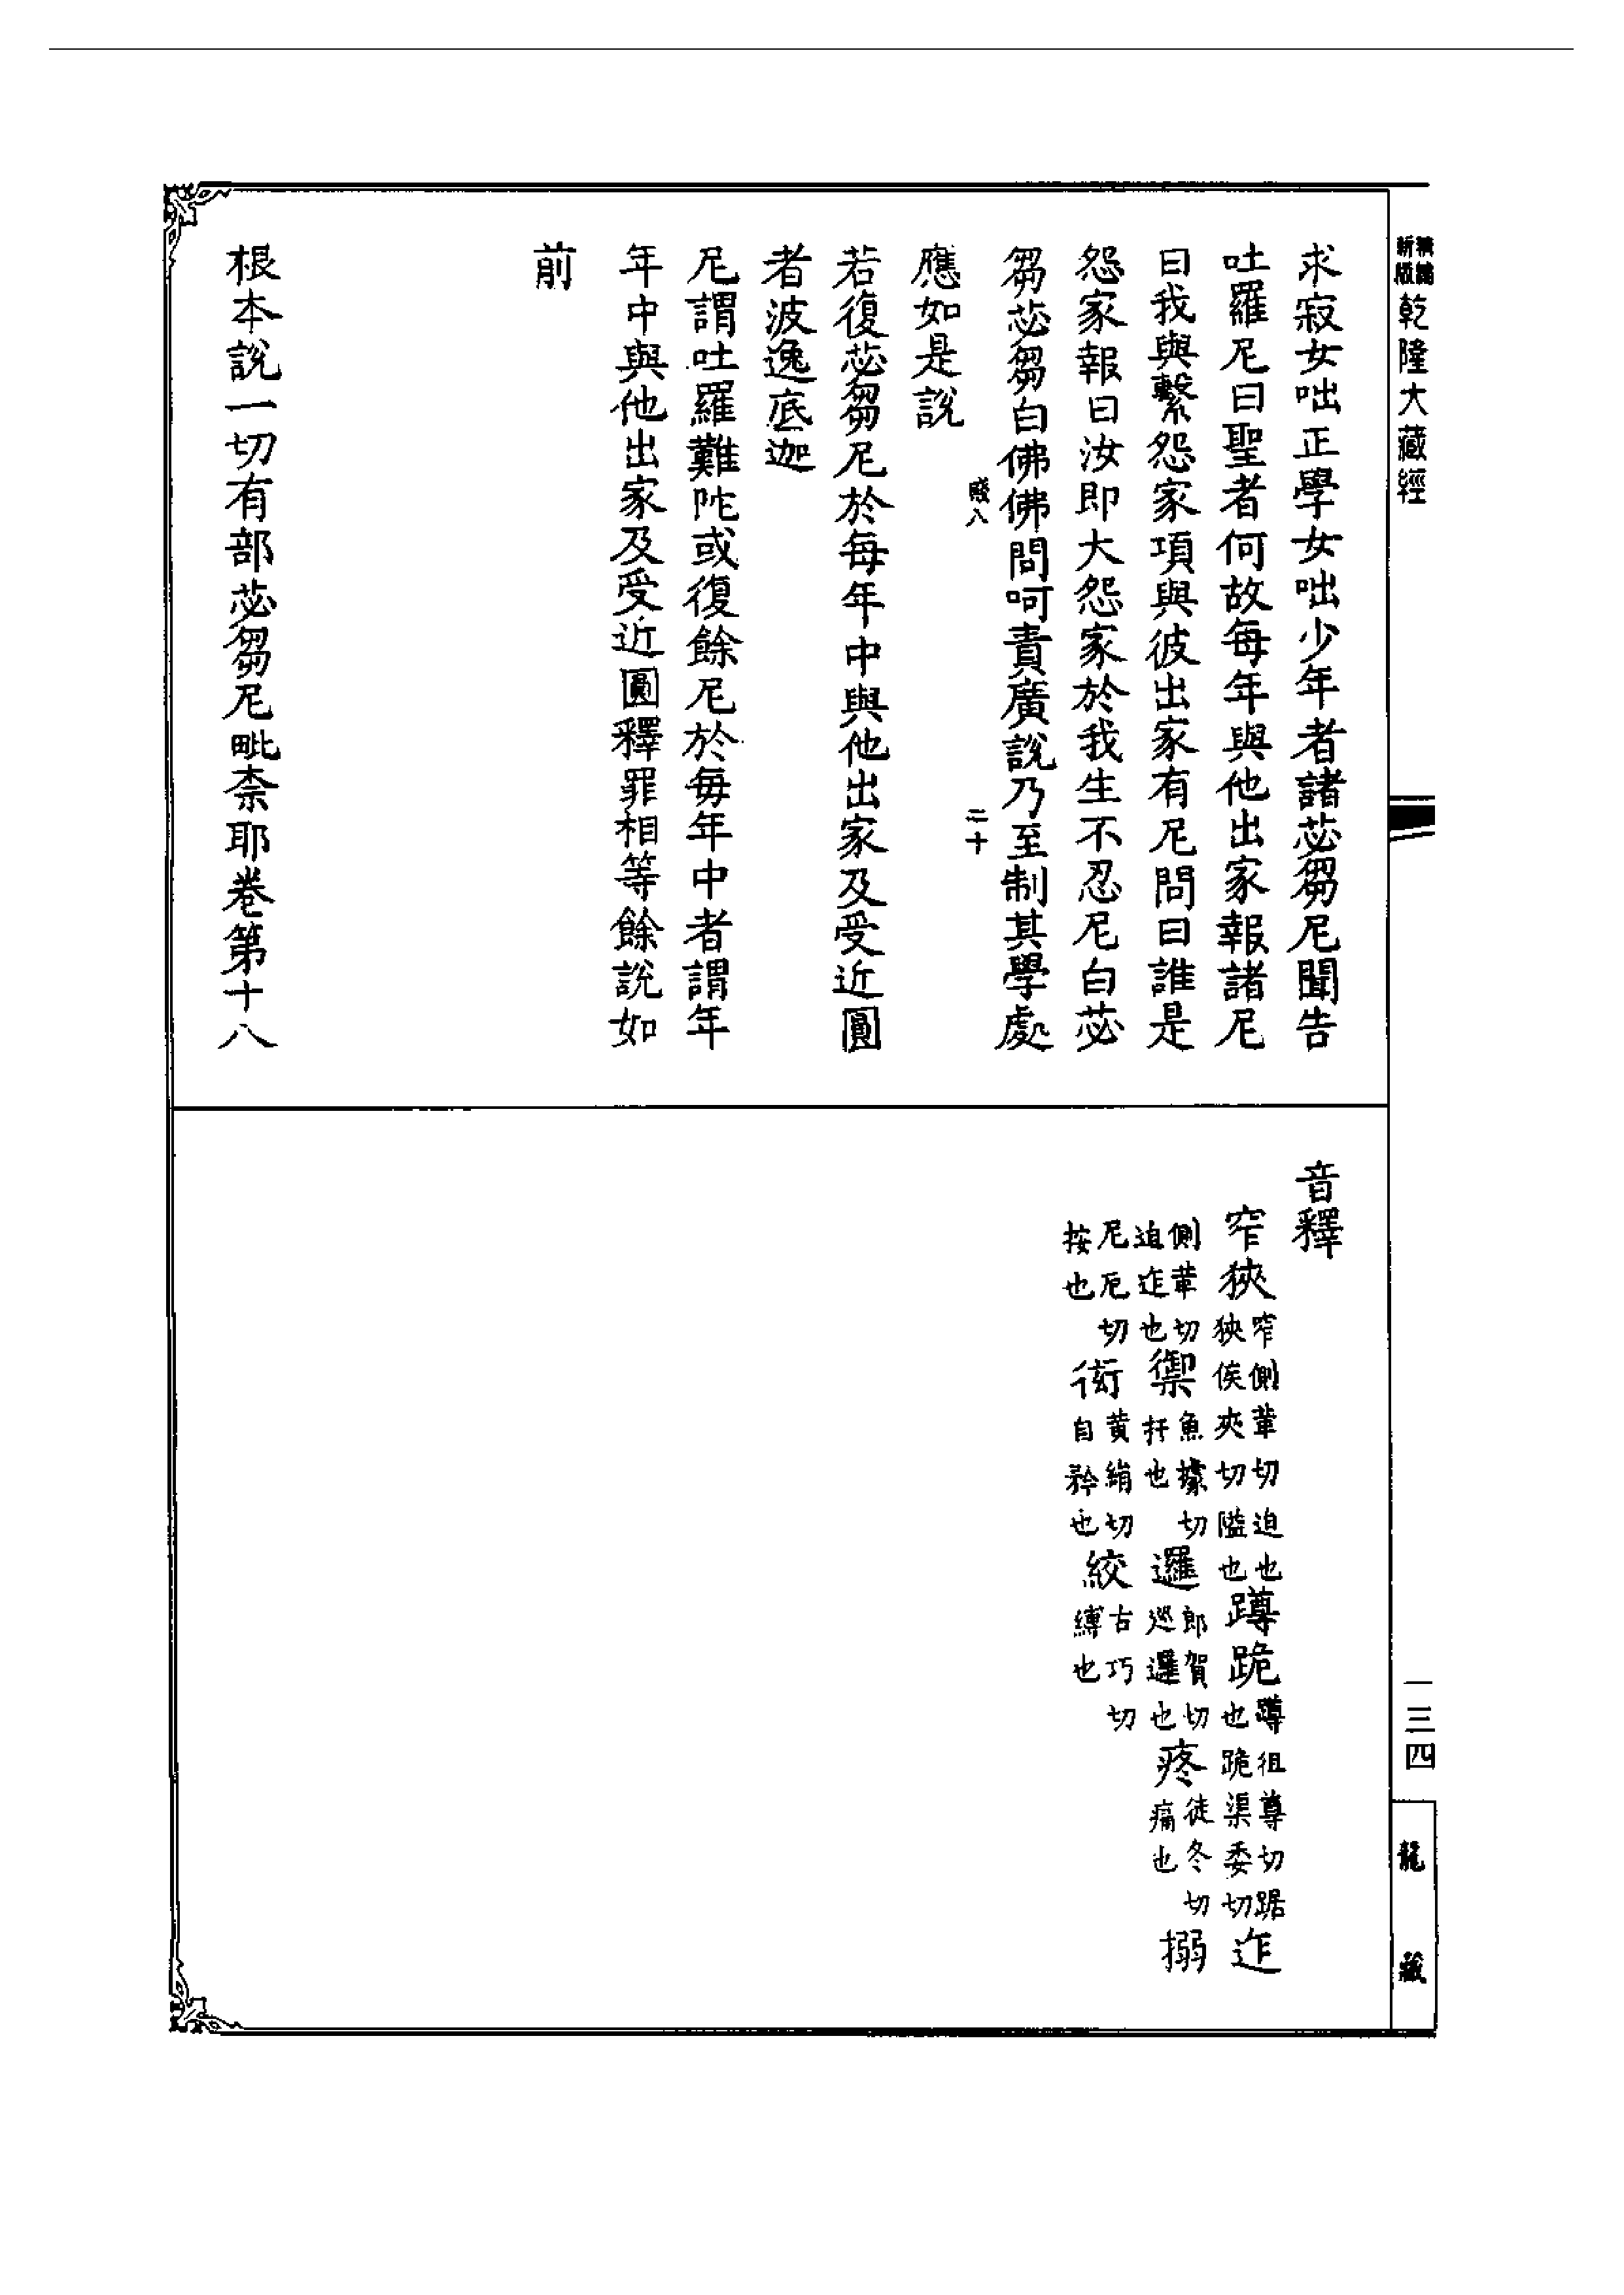 精編新版乾隆大藏經
求寂女咄正學女咄少年者諸苾芻尼聞告
吐羅尼曰聖者何故每年與他出家報諸尼
曰我與繫怨家項與彼出家有尼問曰誰是
怨家報曰汝即大怨家於我生不忍尼白苾
芻苾芻白佛佛問呵責廣說乃至制其學處
賤八 二十
應如是說
若復苾芻尼於每年中與他出家及受近圓
者波逸底迦
尼謂吐羅難陀或復餘尼於每年中者謂年
年中與他出家及受近圓釋罪相等餘說如
前
根本說一切有部苾芻尼毗柰耶卷第十八
音釋
窄狹窄側革切迫也狹侯夾切隘也蹲跪蹲徂尊切踞也跪渠委切迮
側革切迫迮也禦魚據切扞也邏郎賀切巡邏也疼徒冬切痛也搦
尼厄切按也衒黃絹切自矜也絞古巧切縛也
一三四
龍藏